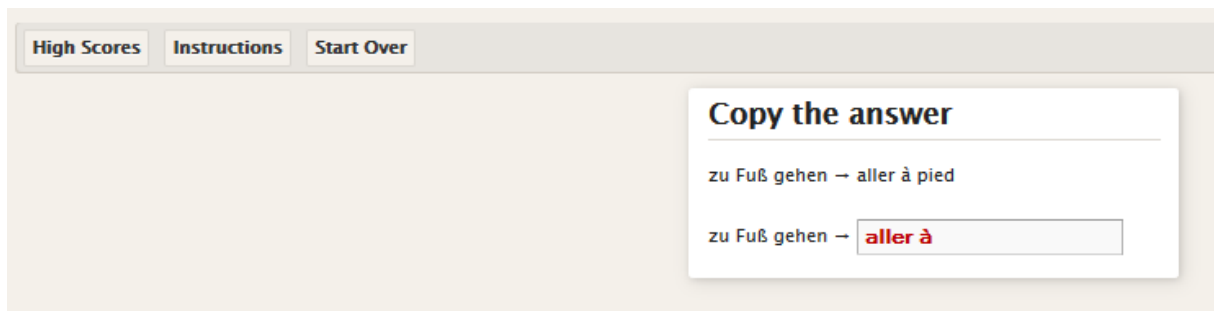 High Scores Instructions Start Over
Copy the answer
zu Fuß gehen → aller à pied
zu Fuß gehen → aller à